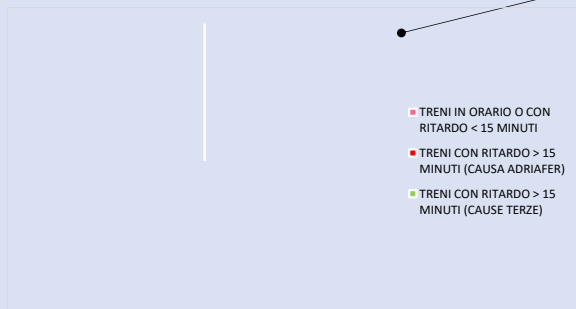 TRENI IN ORARIO O CON
RITARDO < 15 MINUTI
TRENI CON RITARDO > 15
MINUTI (CAUSA ADRIAFER)
TRENI CON RITARDO > 15
MINUTI (CAUSE TERZE)